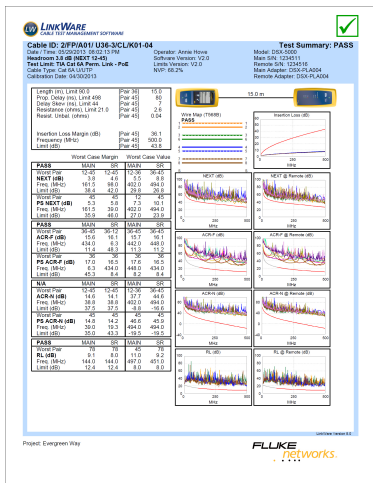 LW LINKWARE
CABLE TEST MANAGEMENT SOFTWARE
Cable ID: 2/FPP/A01/ U36-3/CL/K01-04
Test Summary: PASS
Date / Time: 05/29/2013 08:02:13 PM
Headroom 3.8 dB (NEXT 12-45)
Test Limit: TIA Cat 6A Perm. Link - PoE
Cable Type: Cat 6A U/UTP
Calibration Date: 04/30/2013
Operator: Annie Howe
Software Version: V2.0
Limits Version: V2.0
NVP: 68.2%
Model: DSX-5000
Main S/N: 1234511
Remote S/N: 1234516
Main Adapter: DSX-PLA004
Remote Adapter: DSX-PLA004
Length (m), Limit 90.0 [Pair 36] 15.0
Prop. Delay (ns), Limit 498 [Pair 45] 80
Delay Skew (ns), Limit 44 [Pair 45] 7
Resistance (ohms), Limit 21.0 [Pair 45] 2.6
Resist. Unbal. (ohms) [Pair 45] 0.04
Insertion Loss Margin (dB) [Pair 45] 36.1
Frequency (MHz) [Pair 45] 500.0
Limit (dB) [Pair 45] 43.8
15.0 m
Wire Map (T568B)
PASS
Insertion Loss (dB)
Worst Case Margin Worst Case Value
PASS MAIN SR MAIN SR
Worst Pair 12-45 12-45 12-36 36-45
NEXT (dB) 3.8 4.6 5.5 8.8
Freq. (MHz) 161.5 98.0 402.0 494.0
Limit (dB) 38.4 42.0 29.9 26.8
Worst Pair 45 45 12 45
PS NEXT (dB) 5.3 5.8 7.3 10.1
Freq. (MHz) 161.5 39.0 402.0 494.0
Limit (dB) 35.9 46.0 27.0 23.9
PASS MAIN SR MAIN SR
Worst Pair 36-45 36-12 36-45 36-45
ACR-F (dB) 15.6 16.1 15.7 16.1
Freq. (MHz) 434.0 6.3 442.0 448.0
Limit (dB) 11.4 48.3 11.3 11.2
Worst Pair 36 36 36 36
PS ACR-F (dB) 17.0 16.5 17.6 16.5
Freq. (MHz) 6.3 434.0 448.0 434.0
Limit (dB) 45.3 8.4 8.2 8.4
N/A MAIN SR MAIN SR
Worst Pair 12-45 12-45 12-36 36-45
ACR-N (dB) 14.6 14.1 37.7 44.6
Freq. (MHz) 38.8 38.8 402.0 494.0
Limit (dB) 37.5 37.5 -8.6 -16.6
Worst Pair 45 45 45 45
PS ACR-N (dB) 14.8 14.2 46.6 45.9
Freq. (MHz) 39.0 19.3 494.0 494.0
Limit (dB) 35.0 43.3 -19.5 -19.5
PASS MAIN SR MAIN SR
Worst Pair 78 78 45 78
RL (dB) 9.1 8.0 11.0 9.2
Freq. (MHz) 144.0 144.0 497.0 451.0
Limit (dB) 12.4 12.4 8.0 8.0
NEXT (dB)
NEXT @ Remote (dB)
ACR-F (dB)
ACR-F @ Remote (dB)
ACR-N (dB)
ACR-N @ Remote (dB)
RL (dB)
RL @ Remote (dB)
MHz
Project: Evergreen Way
FLUKE
networks.